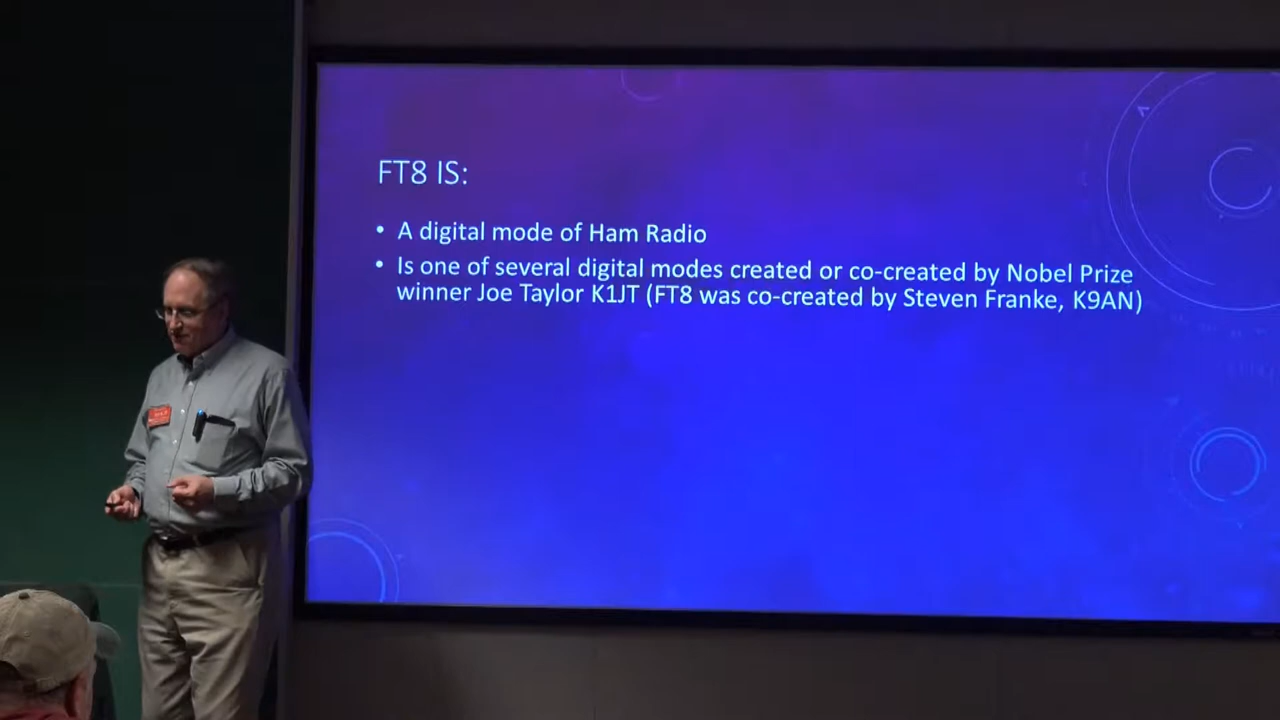 FT8 IS:
• A digital mode of Ham Radio
• Is one of several digital modes created or co-created by Nobel Prize
winner Joe Taylor K1JT (FT8 was co-created by Steven Franke, K9AN)